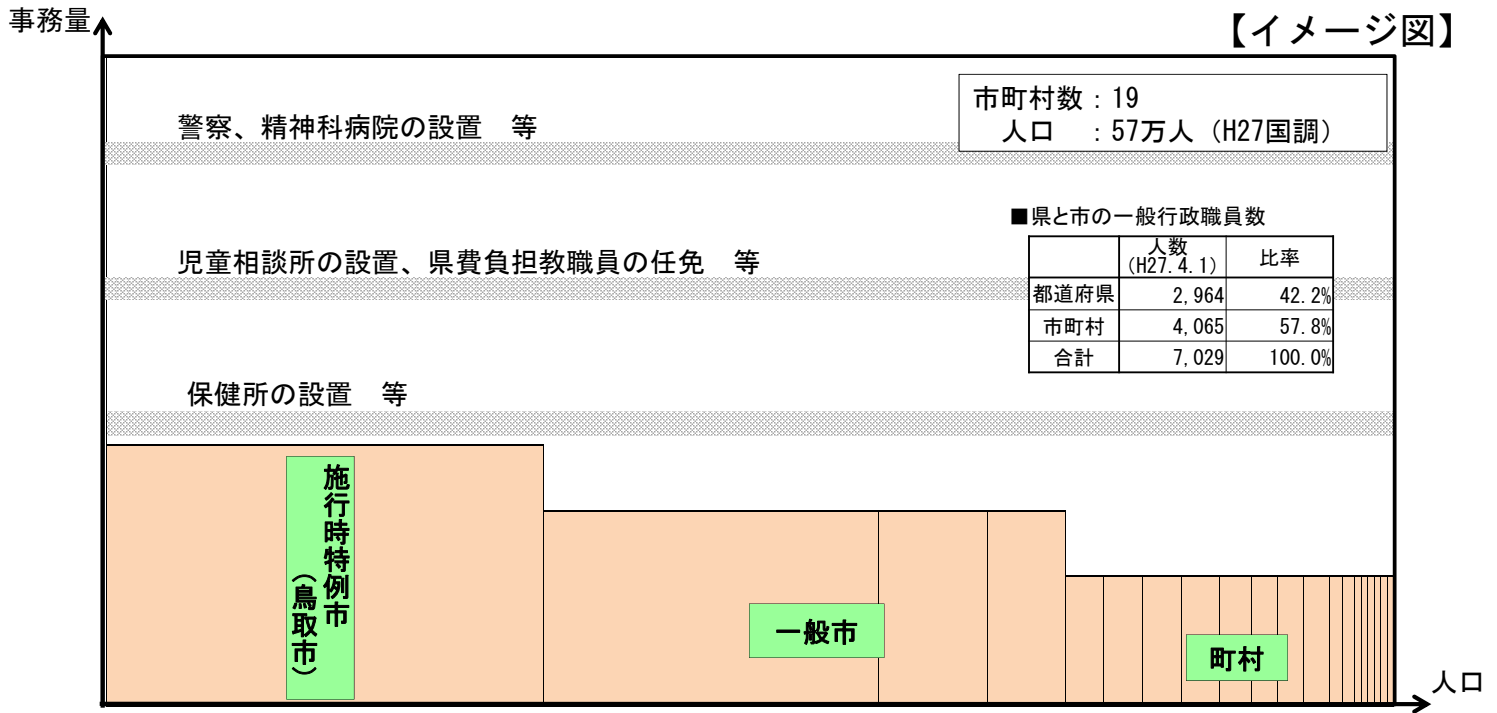 事務量
【イメージ図】
市町村数：19
人口　：57万人（H27国調）
警察、精神科病院の設置　等
■県と市の一般行政職員数
人数
(H27.4.1)
比率
都道府県 2,964 42.2%
市町村 4,065 57.8%
合計 7,029 100.0%
児童相談所の設置、県費負担教職員の任免　等
保健所の設置　等
施行時特例市
（鳥取市）
一般市
町村
人口